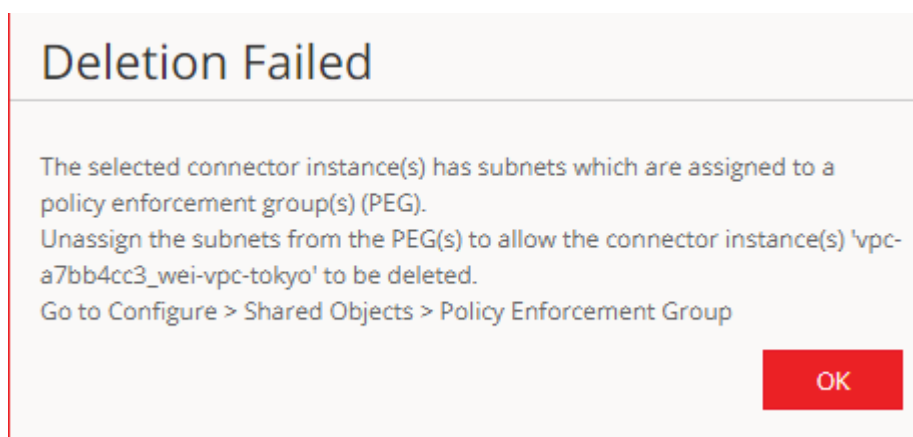 Deletion Failed
The selected connector instance(s) has subnets which are assigned to a
policy enforcement group(s) (PEG).
Unassign the subnets from the PEG(s) to allow the connector instance(s) 'vpc-
a7bb4cc3_wei-vpc-tokyo' to be deleted.
Go to Configure > Shared Objects > Policy Enforcement Group
OK